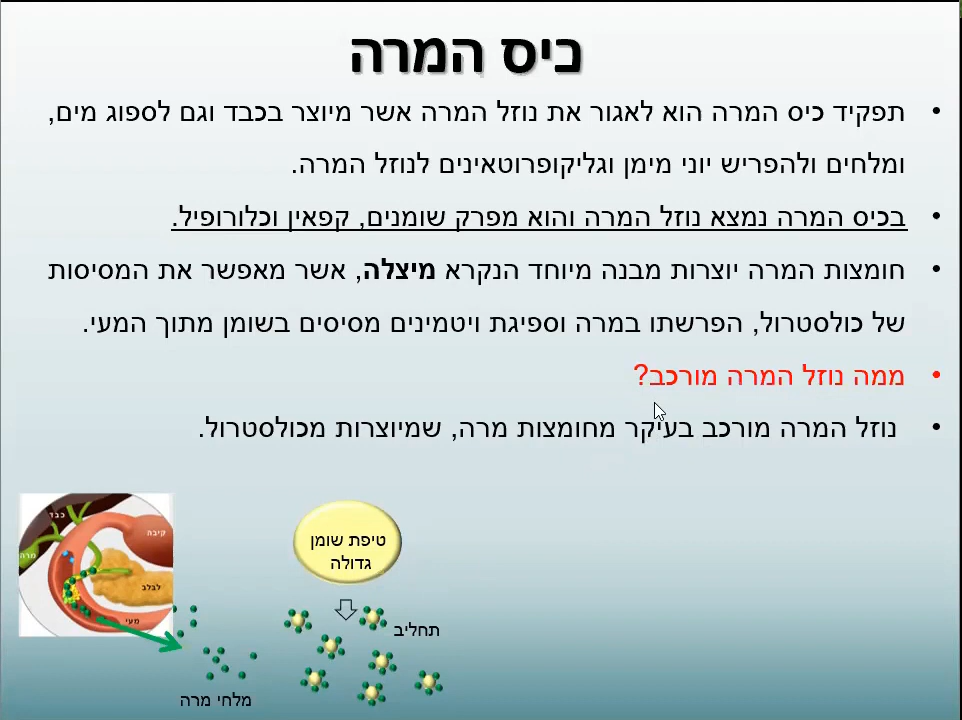 כיס המרה
• תפקיד כיס המרה הוא לאגור את נוזל המרה אשר מיוצר בכבד וגם לספוג מים,
ומלחים ולהפריש יוני מימן וגליקופרוטאינים לנוזל המרה.
• בכיס המרה נמצא נוזל המרה והוא מפרק שומנים, קפאין וכלורופיל.
• חומצות המרה יוצרות מבנה מיוחד הנקרא מיצלה, אשר מאפשר את המסיסות
של כולסטרול, הפרשתו במרה וספיגת ויטמינים מסיסים בשומן מתוך המעי.
• ממה נוזל המרה מורכב?
• נוזל המרה מורכב בעיקר מחומצות מרה, שמיוצרות מכולסטרול.
כבד
קיבה
מרה
לבלב
מעי
טיפת שומן
גדולה
תחליב
מלחי מרה